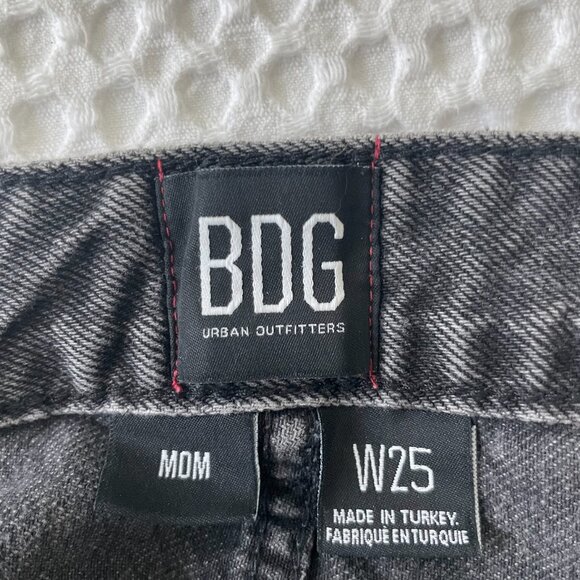 BDG
URBAN OUTFITTERS
MOM
W25
MADE IN TURKEY.
FABRIQUÉ EN TURQUIE